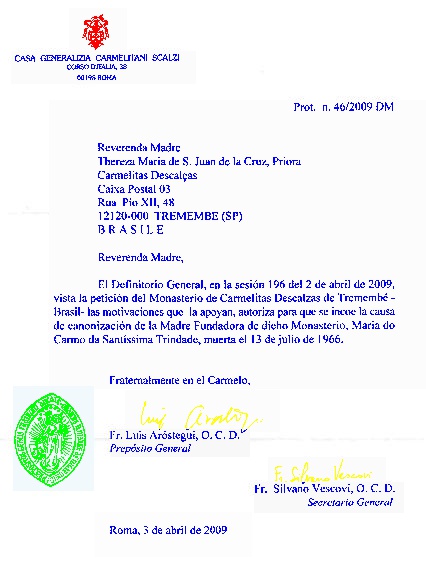 CASA GENERALIZIA CARMELITANI SCALZI
CORSO D'ITALIA, 38
00198 ROMA
Prot. n. 46/2009 DM
Reverenda Madre
Thereza Maria de S. Juan de la Cruz, Priora
Carmelitas Descalças
Caixa Postal 03
Rua Pio XII, 48
12120-000 TREMEMBE (SP)
B R A S I L E
Reverenda Madre,
El Definitorio General, en la sesión 196 del 2 de abril de 2009,
vista la petición del Monasterio de Carmelitas Descalzas de Tremembé -
Brasil- las motivaciones que la apoyan, autoriza para que se incoe la causa
de canonización de la Madre Fundadora de dicho Monasterio, Maria do
Carmo da Santíssima Trindade, muerta el 13 de julio de 1966.
Fraternalmente en el Carmelo,
Luis Aróstegui
Fr. Luis Aróstegui, O. C. D.
Prepósito General
Fr. Silvano Vescovi
Fr. Silvano Vescovi, O. C. D.
Secretario General
Roma, 3 de abril de 2009